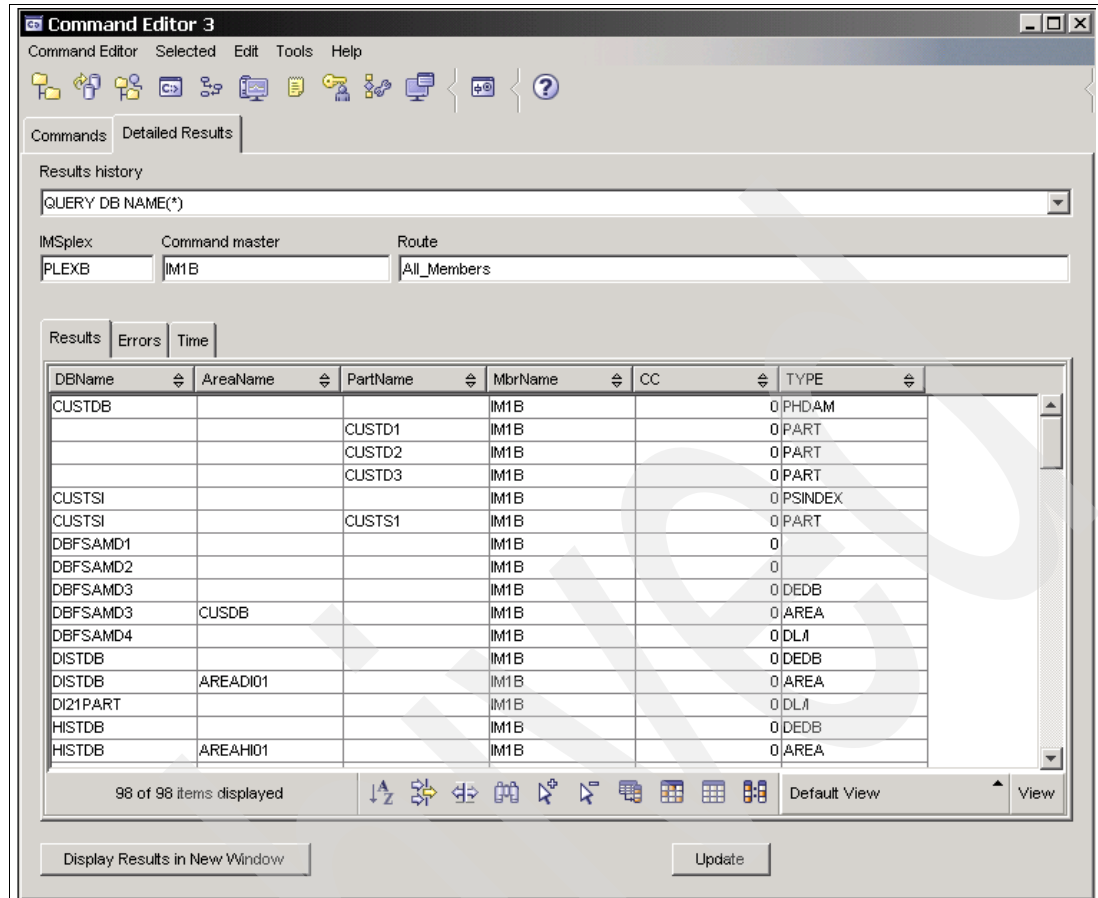 Command Editor 3
Command Editor Selected Edit Tools Help
Commands Detailed Results
Results history
QUERY DB NAME(*)
IMSplex Command master Route
PLEXB IM1B All_Members
Results Errors Time
DBName AreaName PartName MbrName CC TYPE
CUSTDB IM1B 0 PHDAM
CUSTD1 IM1B 0 PART
CUSTD2 IM1B 0 PART
CUSTD3 IM1B 0 PART
CUSTSI IM1B 0 PSINDEX
CUSTSI CUSTS1 IM1B 0 PART
DBFSAMD1 IM1B 0
DBFSAMD2 IM1B 0
DBFSAMD3 IM1B 0 DEDB
DBFSAMD3 CUSDB IM1B 0 AREA
DBFSAMD4 IM1B 0 DL/I
DISTDB IM1B 0 DEDB
DISTDB AREADI01 IM1B 0 AREA
DI21PART IM1B 0 DL/I
HISTDB IM1B 0 DEDB
HISTDB AREAHI01 IM1B 0 AREA
98 of 98 items displayed Default View View
Display Results in New Window Update